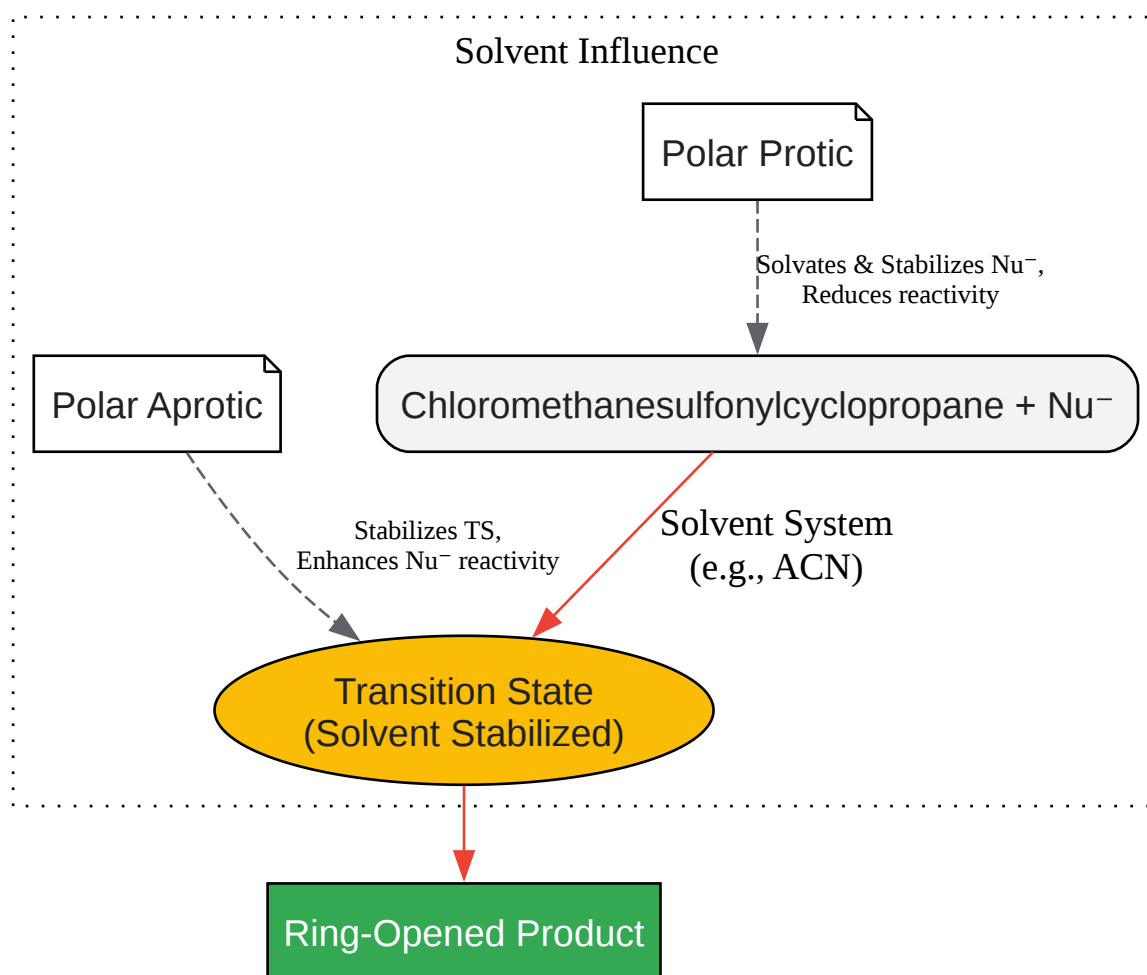 Solvent Influence
Polar Protic
Solvates & Stabilizes Nu⁻,
Reduces reactivity
Polar Aprotic
Chloromethanesulfonylcyclopropane + Nu⁻
Stabilizes TS,
Enhances Nu⁻ reactivity
Solvent System
(e.g., ACN)
Transition State
(Solvent Stabilized)
Ring-Opened Product